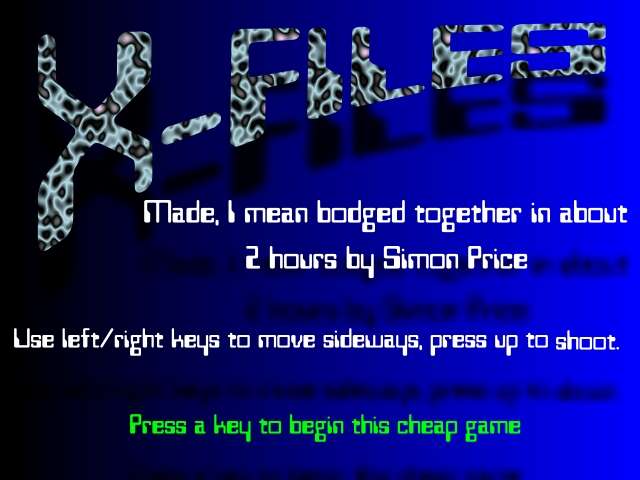 X-FILES
Made, I mean bodged together in about
2 hours by Simon Price
Use left/right keys to move sideways, press up to shoot.
Press a key to begin this cheap game